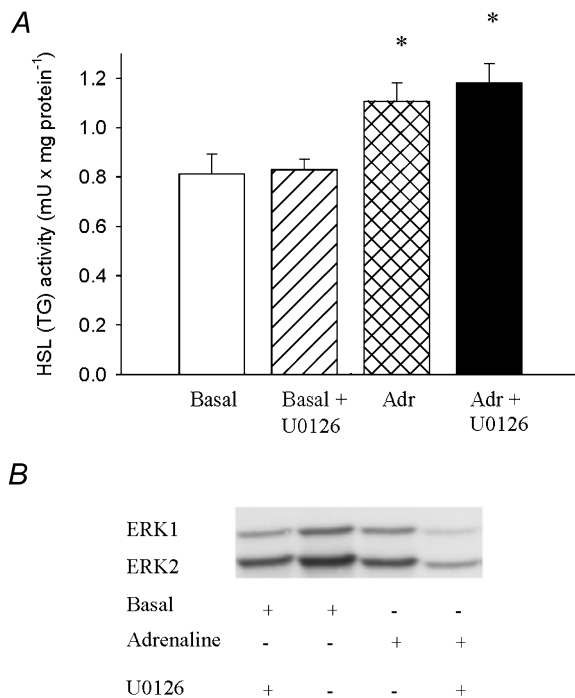 A
HSL (TG) activity (mU x mg protein⁻¹)
1.2
1.0
0.8
0.6
0.4
0.2
0.0
* *
Basal Basal + U0126 Adr Adr + U0126
B
ERK1
ERK2
Basal + + - -
Adrenaline - - + +
U0126 + - - +